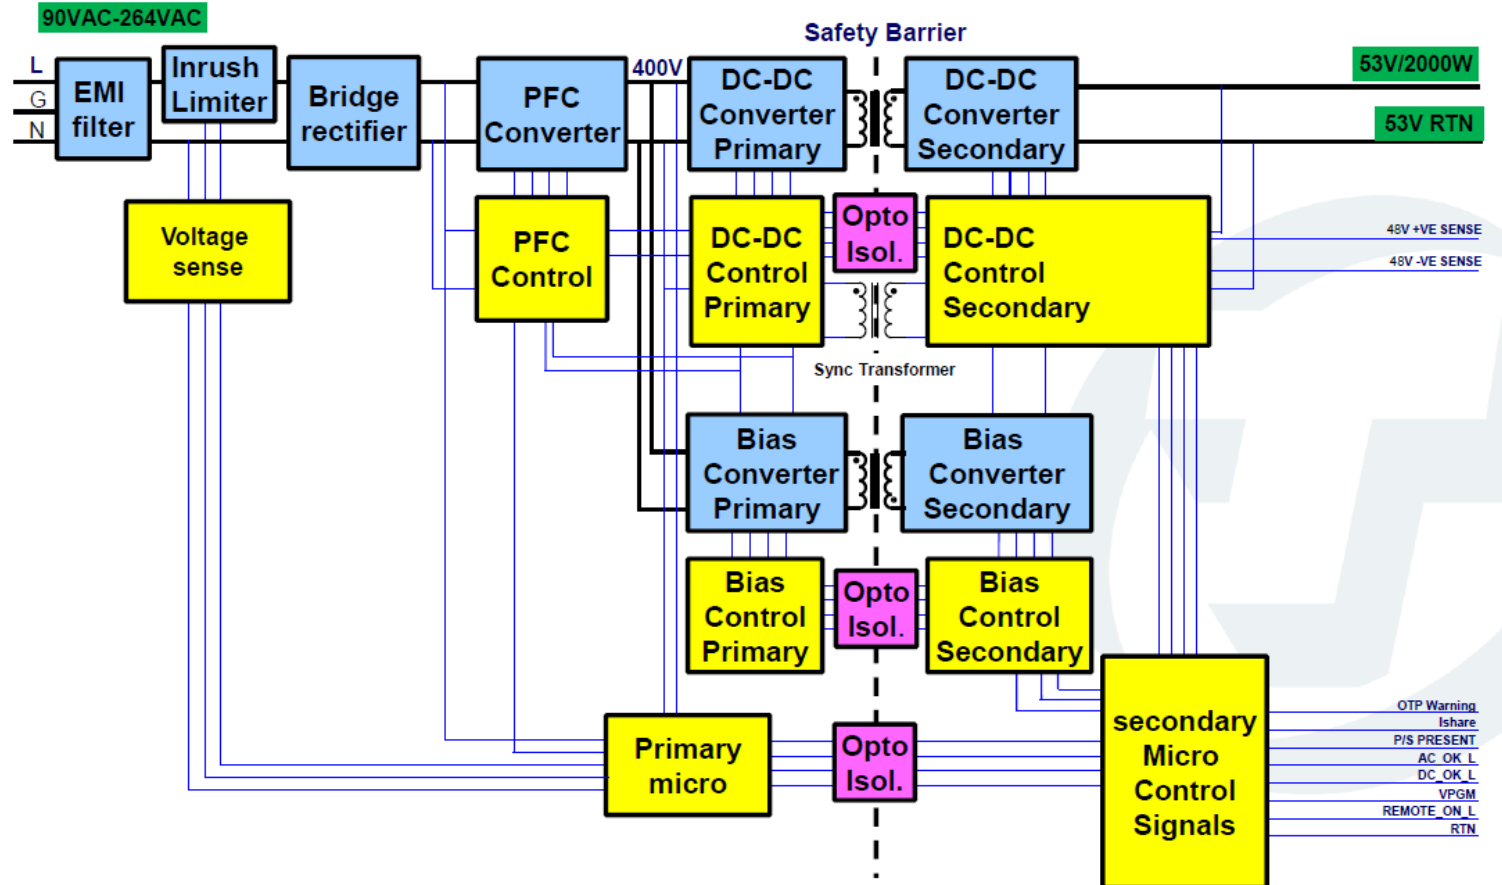 90VAC-264VAC
Safety Barrier
L
G
N
EMI
filter
Inrush
Limiter
Bridge
rectifier
PFC
Converter
400V
DC-DC
Converter
Primary
DC-DC
Converter
Secondary
53V/2000W
53V RTN
Voltage
sense
PFC
Control
DC-DC
Control
Primary
Opto
Isol.
DC-DC
Control
Secondary
48V +VE SENSE
48V -VE SENSE
Sync Transformer
Bias
Converter
Primary
Bias
Converter
Secondary
Bias
Control
Primary
Opto
Isol.
Bias
Control
Secondary
Primary
micro
Opto
Isol.
secondary
Micro
Control
Signals
OTP Warning
Ishare
P/S PRESENT
AC_OK_L
DC_OK_L
VPGM
REMOTE_ON_L
RTN